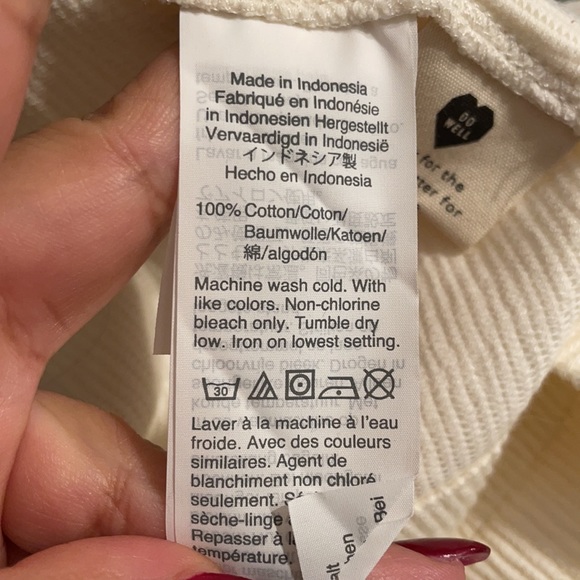 Made in Indonesia
Fabriqué en Indonésie
in Indonesien Hergestellt
Vervaardigd in Indonesië
インドネシア製
Hecho en Indonesia
100% Cotton/Coton/
Baumwolle/Katoen/
綿/algodón
Machine wash cold. With
like colors. Non-chlorine
bleach only. Tumble dry
low. Iron on lowest setting.
30
Laver à la machine à l'eau
froide. Avec des couleurs
similaires. Agent de
blanchiment non chloré
seulement.
sèche-linge
Repasser à
température.
DO
WELL
for the
for